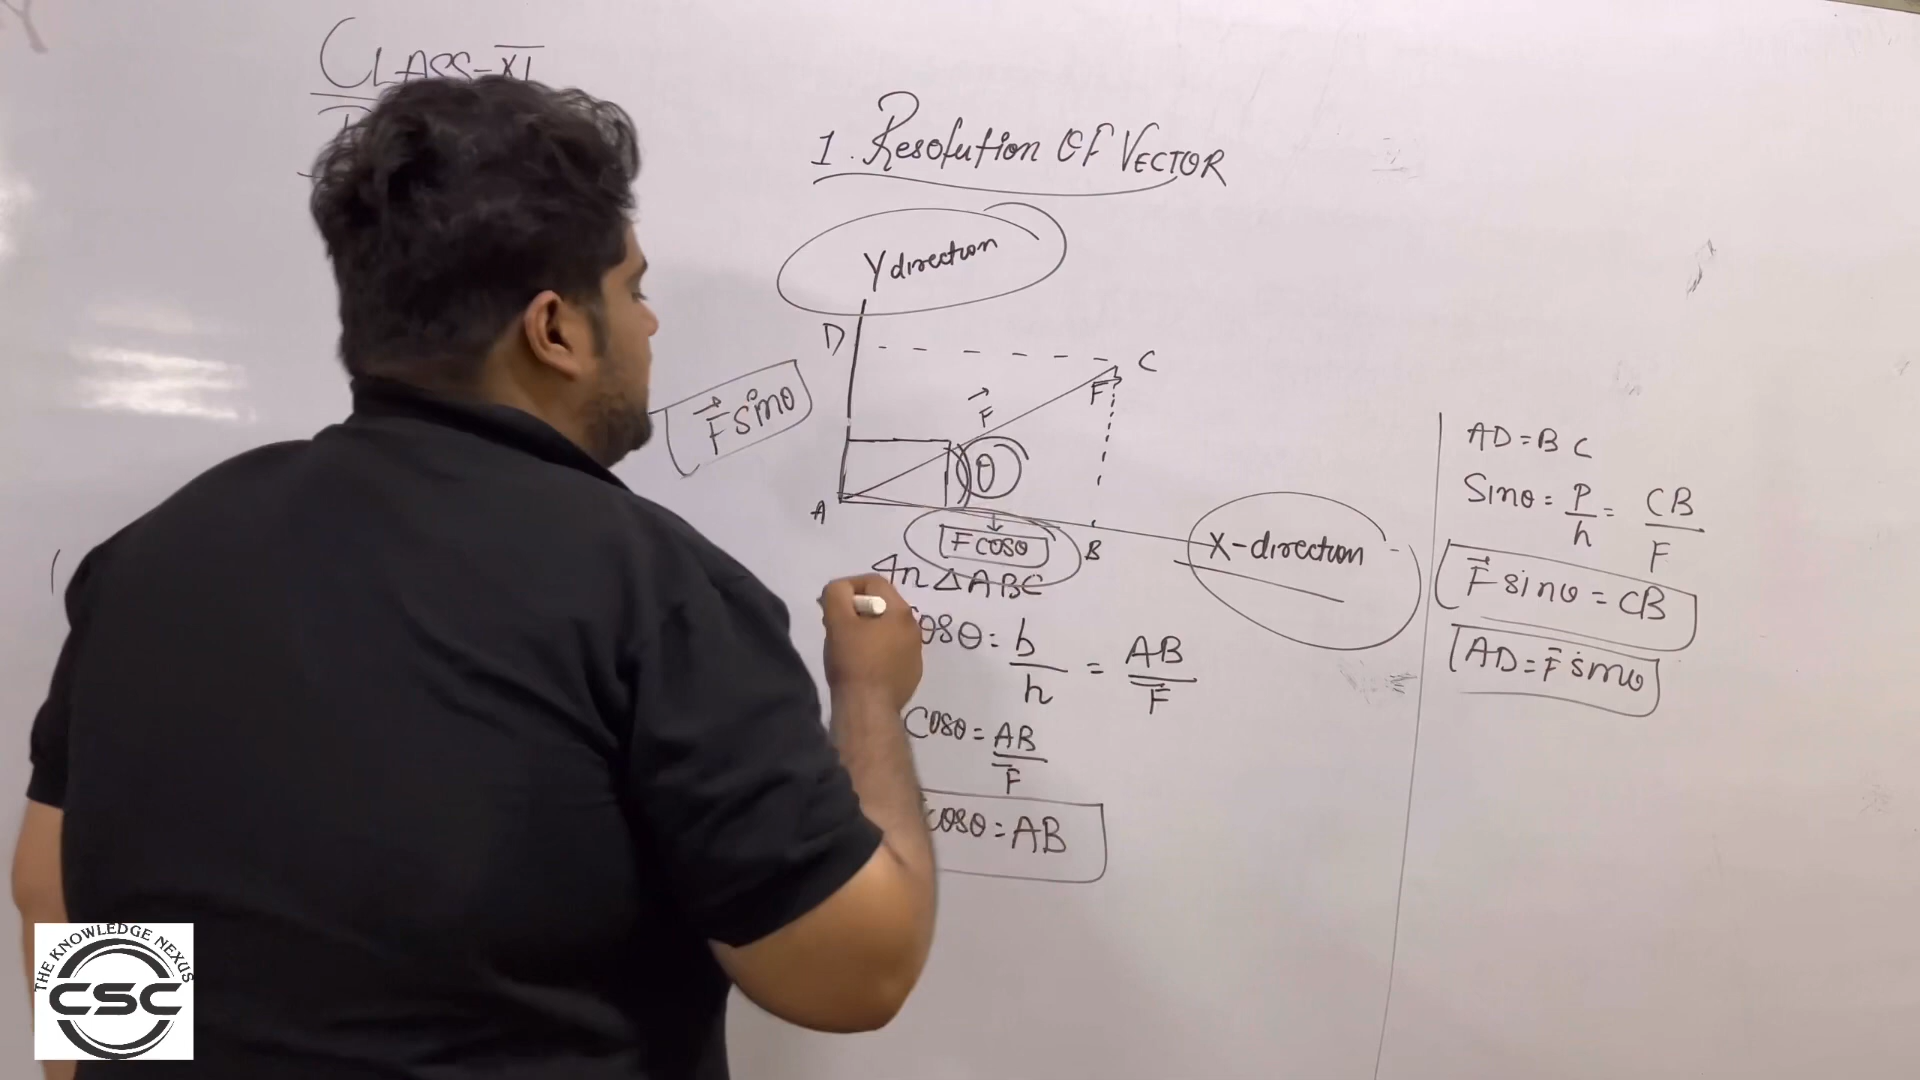 CLASS-XI
1. Resolution OF VECTOR
Y direction
D
C
F
F
F sinθ
θ
A
F cosθ
B
X-direction
In △ABC
cosθ = b/h = AB/F
Cosθ = AB/F
cosθ = AB
AD = BC
Sinθ = P/h = CB/F
F sinθ = CB
AD = F sinθ
THE KNOWLEDGE NEXUS
CSC